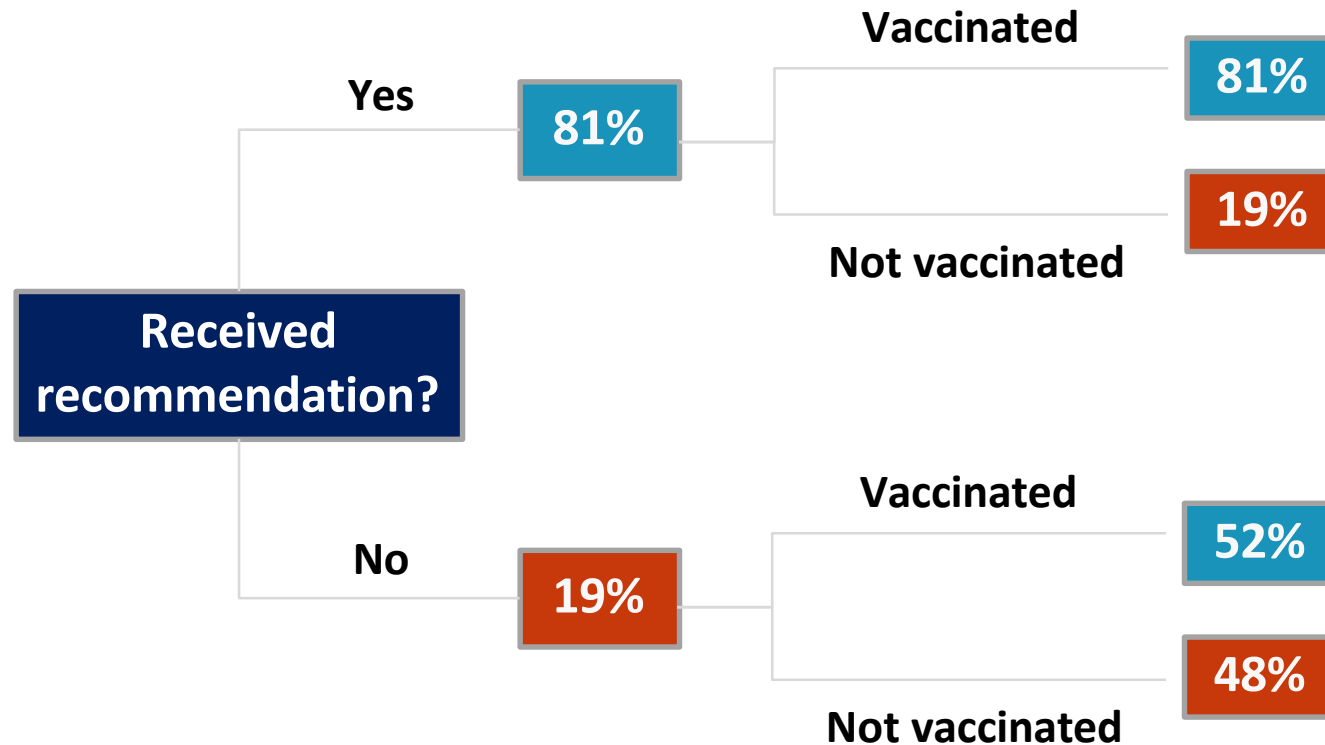 Vaccinated
81%
Yes
81%
19%
Not vaccinated
Received
recommendation?
Vaccinated
52%
No
19%
48%
Not vaccinated